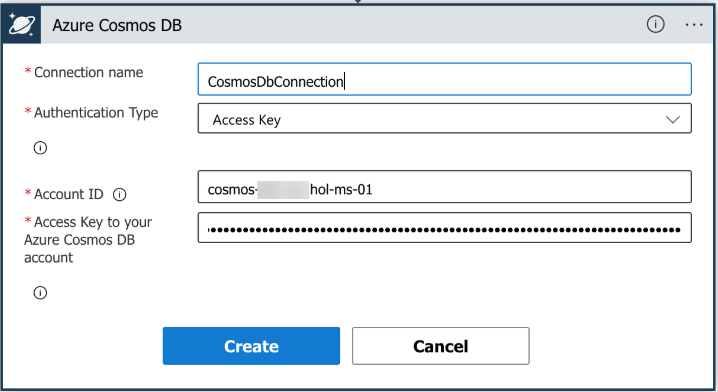 Azure Cosmos DB
* Connection name
CosmosDbConnection
* Authentication Type
Access Key
* Account ID
cosmos- hol-ms-01
* Access Key to your
Azure Cosmos DB
account
Create
Cancel